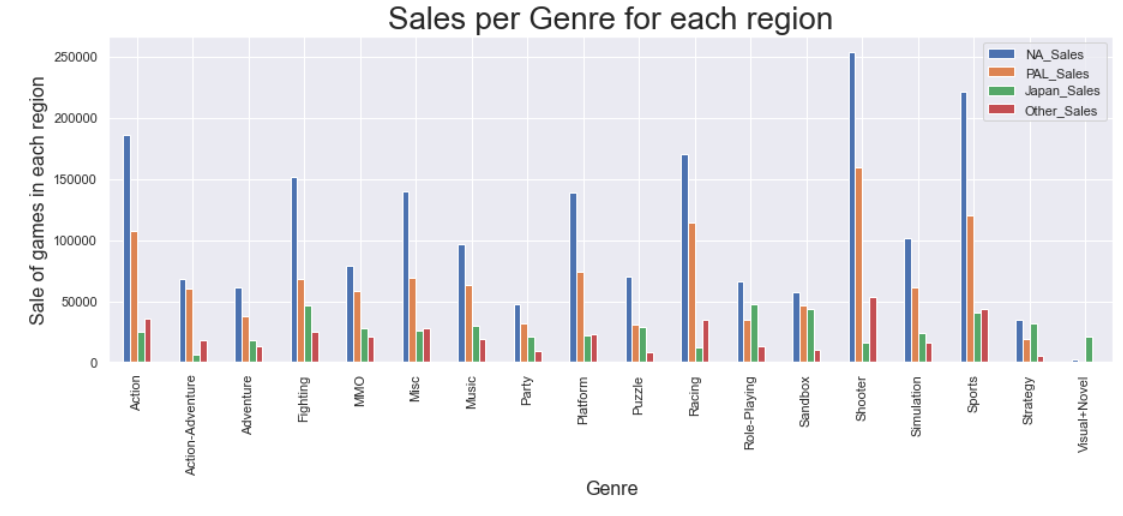 Sales per Genre for each region
NA_Sales
PAL_Sales
Japan_Sales
Other_Sales
Sale of games in each region
250000
200000
150000
100000
50000
0
Action
Action-Adventure
Adventure
Fighting
MMO
Misc
Music
Party
Platform
Puzzle
Racing
Role-Playing
Sandbox
Shooter
Simulation
Sports
Strategy
Visual+Novel
Genre